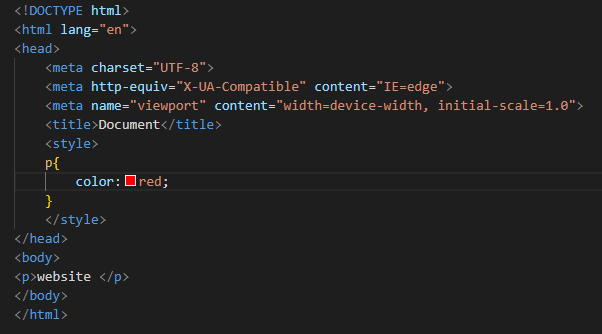 <!DOCTYPE html>
<html lang="en">
<head>
    <meta charset="UTF-8">
    <meta http-equiv="X-UA-Compatible" content="IE=edge">
    <meta name="viewport" content="width=device-width, initial-scale=1.0">
    <title>Document</title>
    <style>
    p{
        color:red;
    }
    </style>
</head>
<body>
<p>website </p>
</body>
</html>